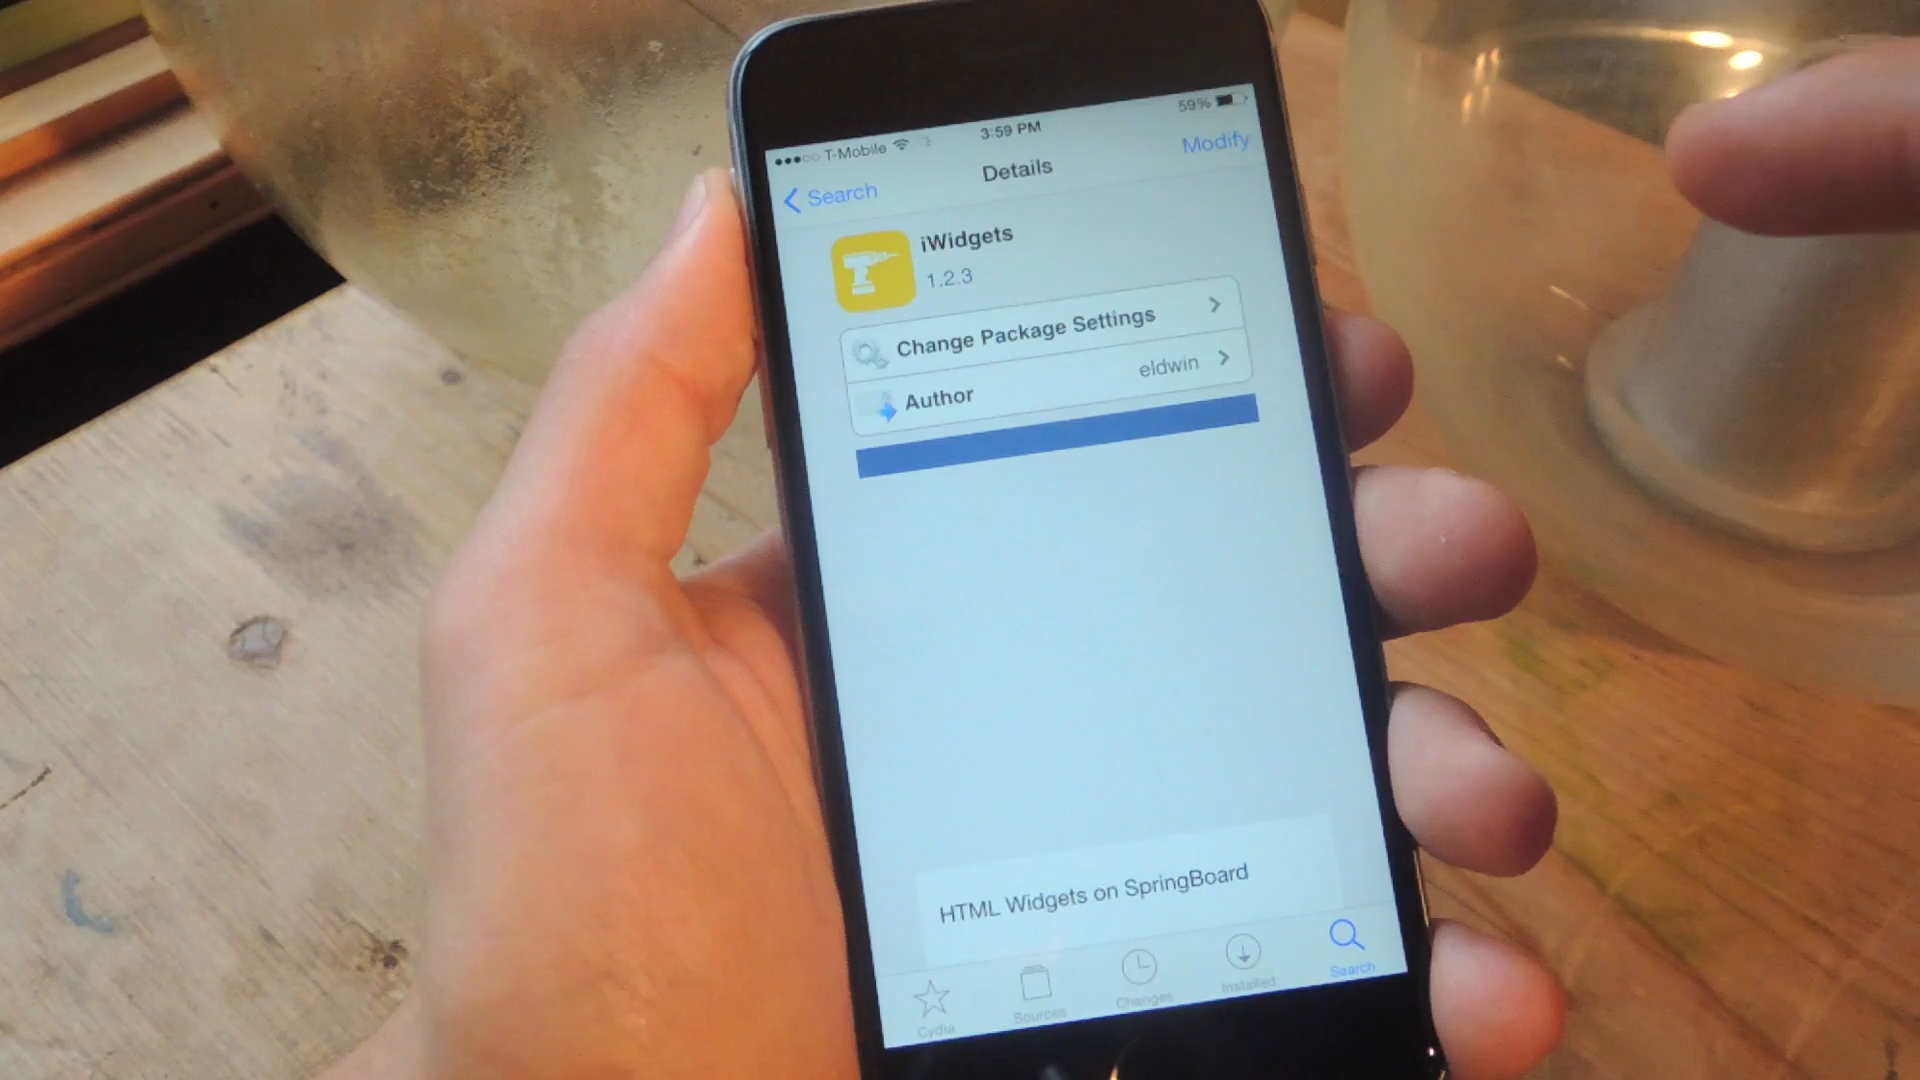 T-Mobile 3:59 PM 59%
Search Details Modify
iWidgets
1.2.3
Change Package Settings
Author eldwin
HTML Widgets on SpringBoard
Cydia Sources Changes Installed Search